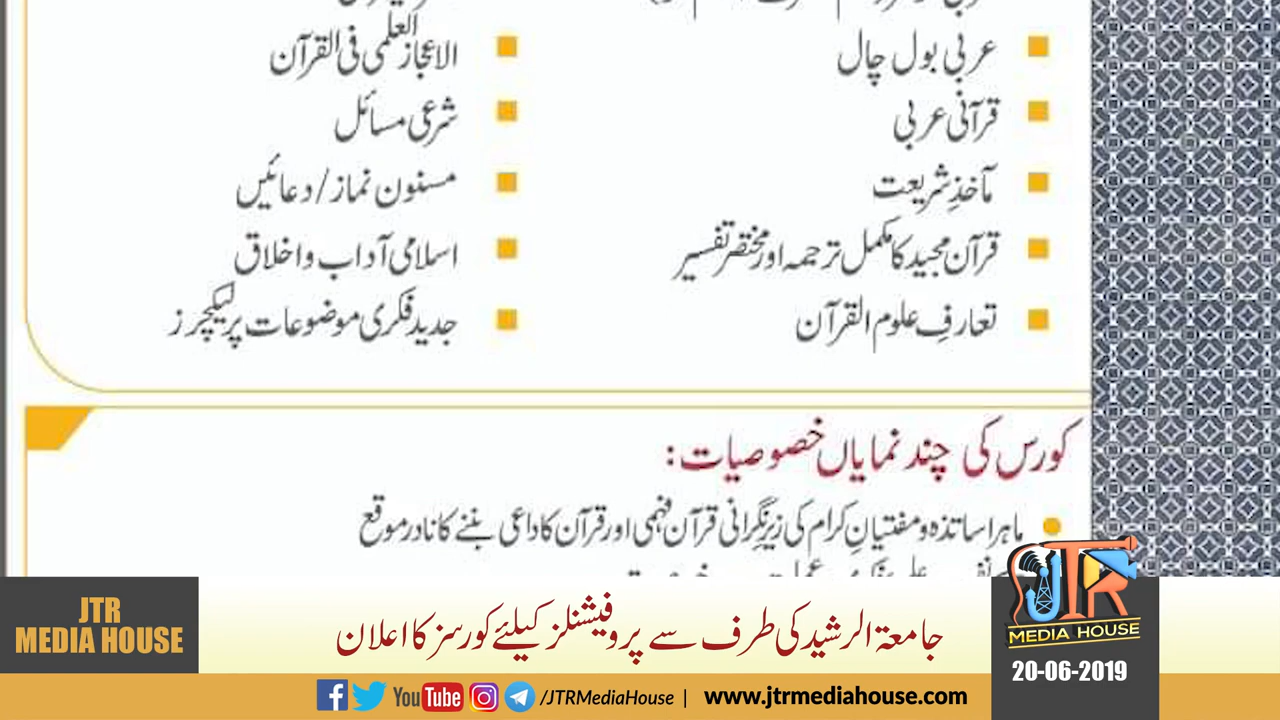 عربی بول چال
الاعجاز العلمی فی القرآن
قرآنی عربی
شرعی مسائل
مآخذِ شریعت
مسنون نماز/دعائیں
قرآن مجید کا مکمل ترجمہ اور مختصر تفسیر
اسلامی آداب و اخلاق
تعارفِ علوم القرآن
جدید فکری موضوعات پر لیکچرز
کورس کی چند نمایاں خصوصیات:
ماہر اساتذہ و مفتیانِ کرام کی زیرِنگرانی قرآن فہمی اور قرآن کا داعی بننے کا نادر موقع
JTR
MEDIA HOUSE
جامعۃ الرشید کی طرف سے پروفیشنلز کیلئے کورسز کا اعلان
JTR
MEDIA HOUSE
20-06-2019
YouTube /JTRMediaHouse | www.jtrmediahouse.com